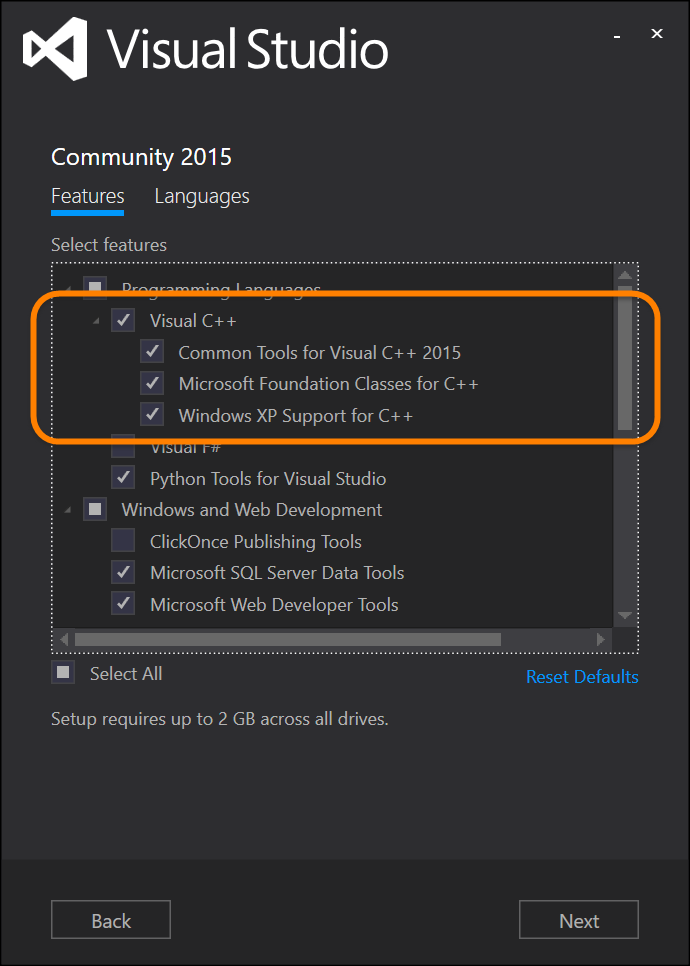 Visual Studio
Community 2015
Features Languages
Select features
Programming Languages
Visual C++
Common Tools for Visual C++ 2015
Microsoft Foundation Classes for C++
Windows XP Support for C++
Visual F#
Python Tools for Visual Studio
Windows and Web Development
ClickOnce Publishing Tools
Microsoft SQL Server Data Tools
Microsoft Web Developer Tools
Select All Reset Defaults
Setup requires up to 2 GB across all drives.
Back Next